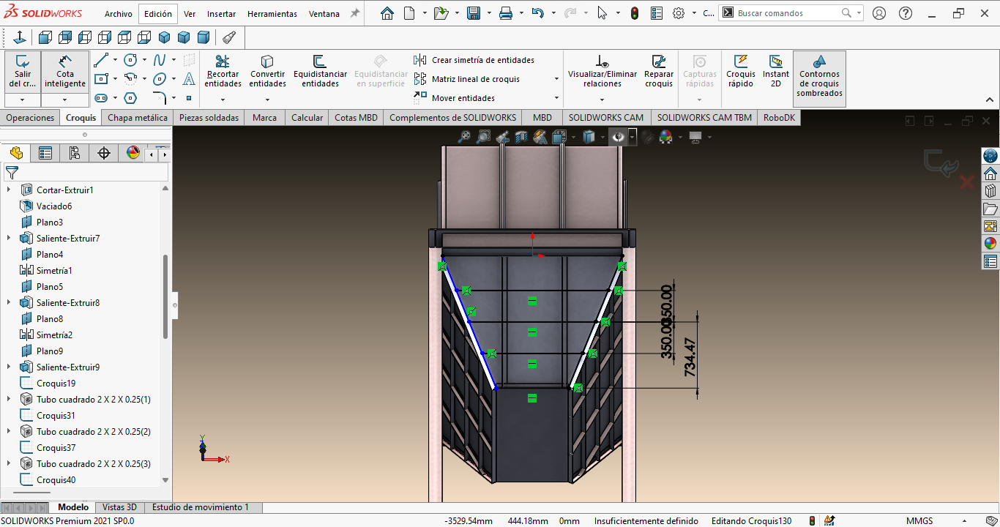 SOLIDWORKS Archivo Edición Ver Insertar Herramientas Ventana C... Buscar comandos
Salir del cr...
Cota inteligente
Recortar entidades
Convertir entidades
Equidistanciar entidades
Equidistanciar en superficie
Crear simetría de entidades
Matriz lineal de croquis
Mover entidades
Visualizar/Eliminar relaciones
Reparar croquis
Capturas rápidas
Croquis rápido
Instant 2D
Contornos de croquis sombreados
Operaciones Croquis Chapa metálica Piezas soldadas Marca Calcular Cotas MBD Complementos de SOLIDWORKS MBD SOLIDWORKS CAM SOLIDWORKS CAM TBM RoboDK
Cortar-Extruir1
Vaciado6
Plano3
Saliente-Extruir7
Plano4
Simetría1
Plano5
Saliente-Extruir8
Plano8
Simetría2
Plano9
Saliente-Extruir9
Croquis19
Tubo cuadrado 2 X 2 X 0.25(1)
Croquis31
Tubo cuadrado 2 X 2 X 0.25(2)
Croquis37
Tubo cuadrado 2 X 2 X 0.25(3)
Croquis40
350.00
350.00
734.47
Y
X
Modelo Vistas 3D Estudio de movimiento 1
SOLIDWORKS Premium 2021 SP0.0 -3529.54mm 444.18mm 0mm Insuficientemente definido Editando Croquis130 MMGS